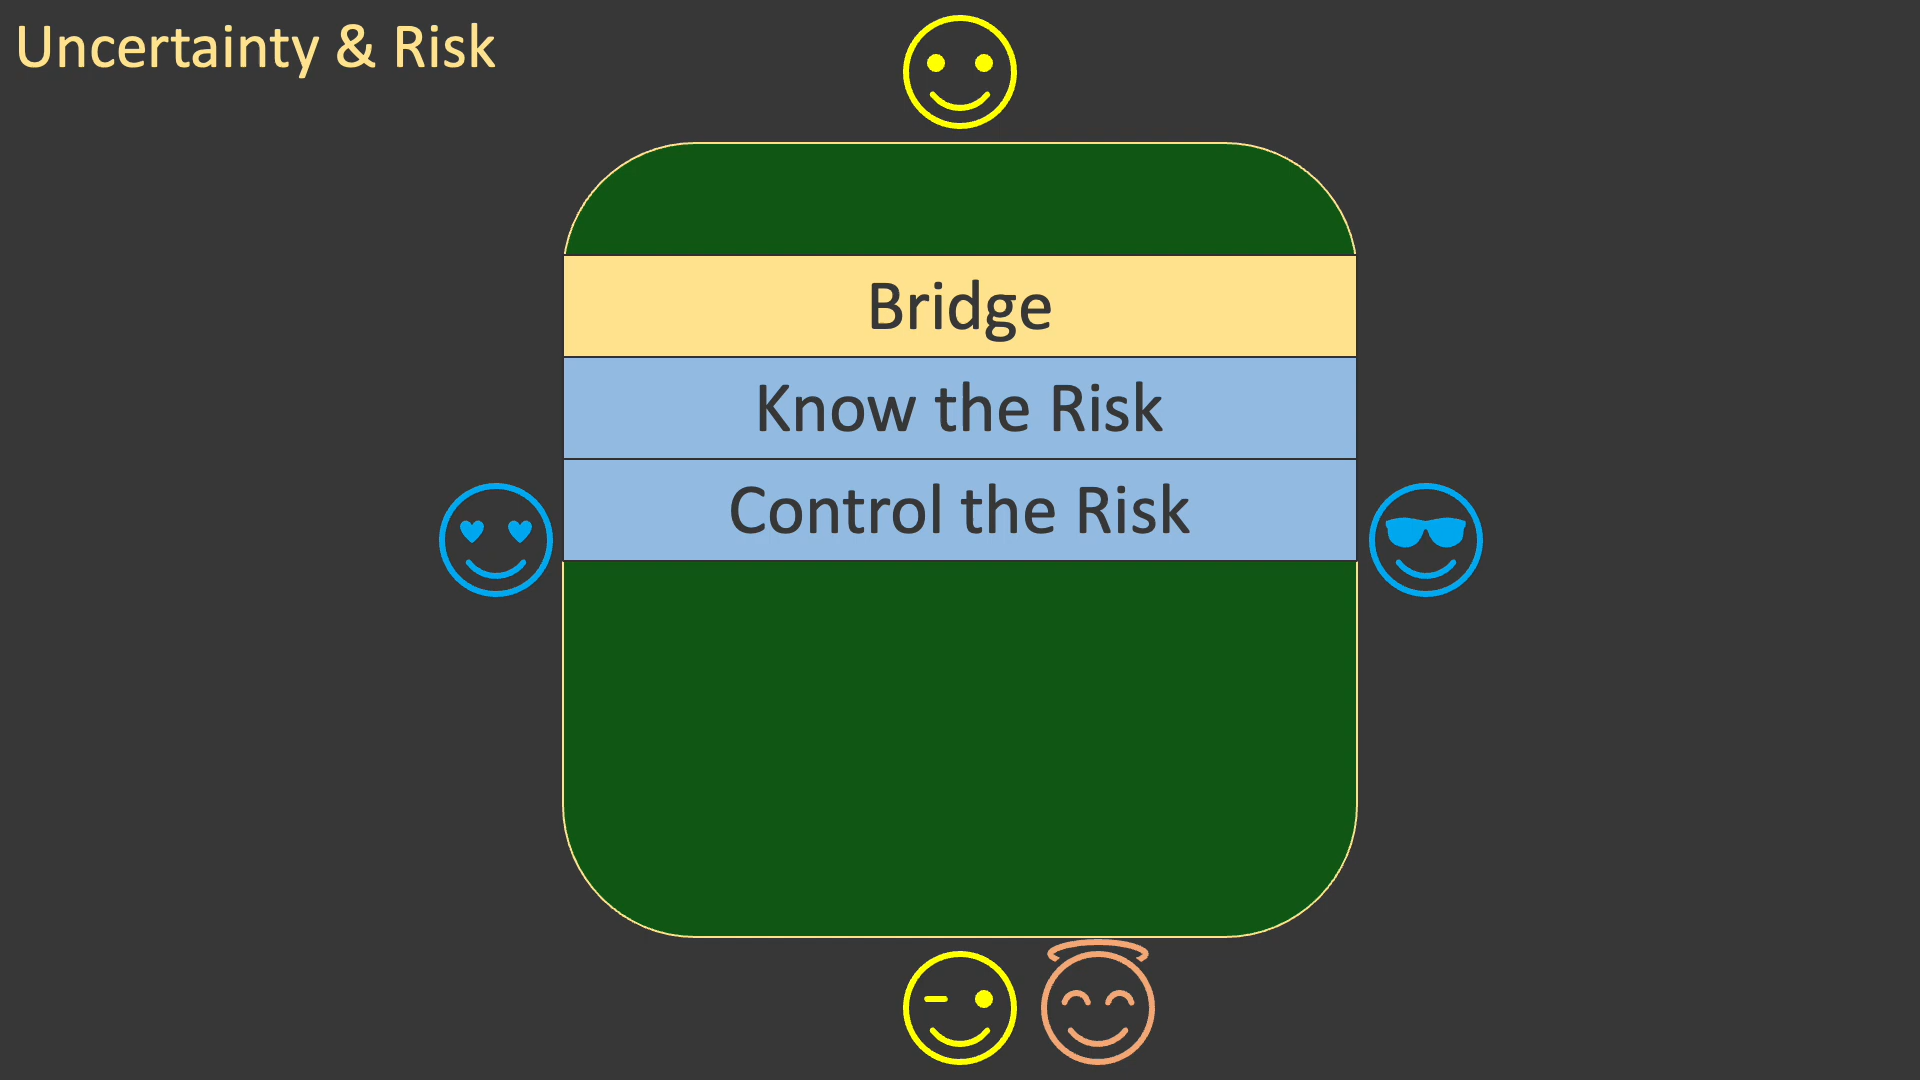 Uncertainty & Risk
Bridge
Know the Risk
Control the Risk